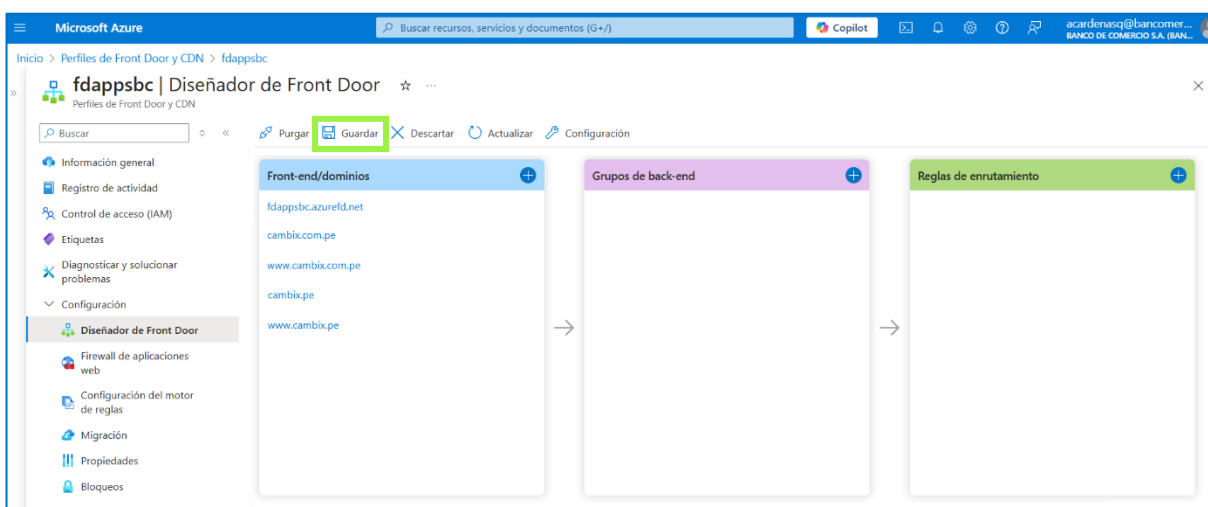 Microsoft Azure
Buscar recursos, servicios y documentos (G+/)
Copilot
acardenasq@bancomer...
BANCO DE COMERCIO S.A. (BAN...
Inicio > Perfiles de Front Door y CDN > fdappsbc
fdappsbc | Diseñador de Front Door
Perfiles de Front Door y CDN
Buscar
Purgar Guardar Descartar Actualizar Configuración
Información general
Registro de actividad
Control de acceso (IAM)
Etiquetas
Diagnosticar y solucionar
problemas
Configuración
Diseñador de Front Door
Firewall de aplicaciones
web
Configuración del motor
de reglas
Migración
Propiedades
Bloqueos
Front-end/dominios
fdappsbc.azurefd.net
cambix.com.pe
www.cambix.com.pe
cambix.pe
www.cambix.pe
Grupos de back-end
Reglas de enrutamiento